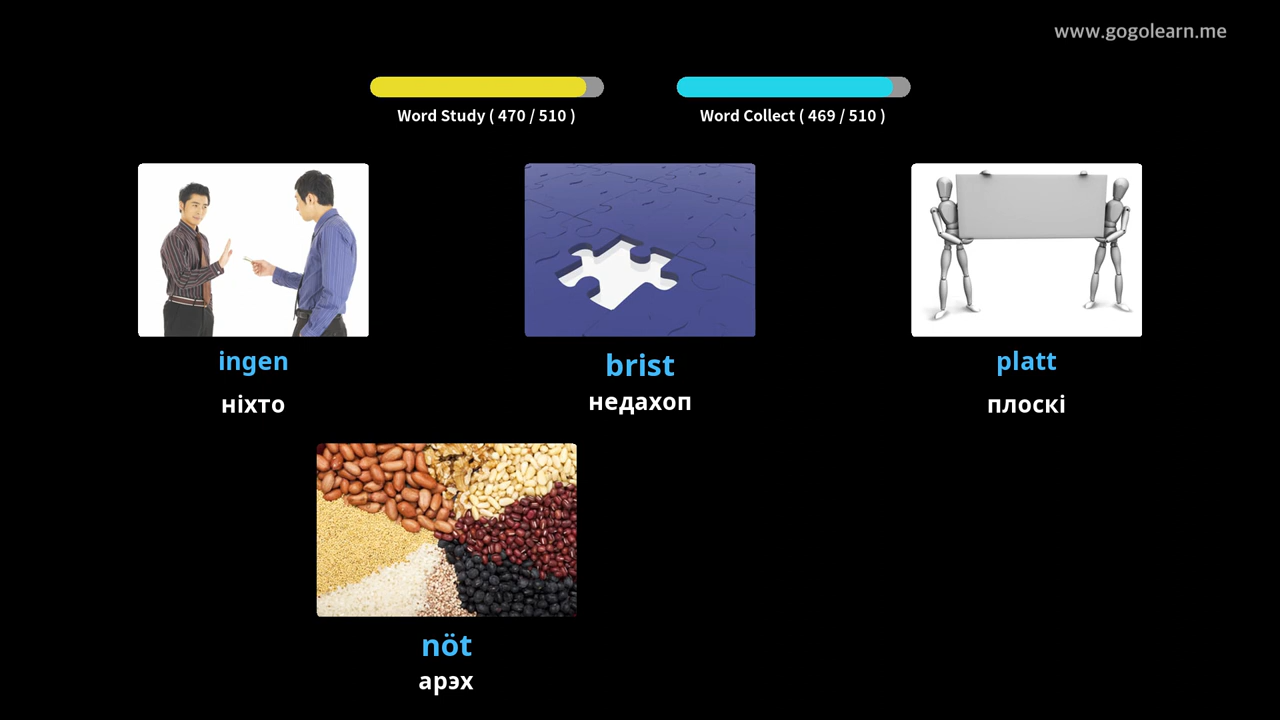 www.gogolearn.me
Word Study ( 470 / 510 )
Word Collect ( 469 / 510 )
ingen
ніхто
brist
недахоп
platt
плоскі
nöt
арэх